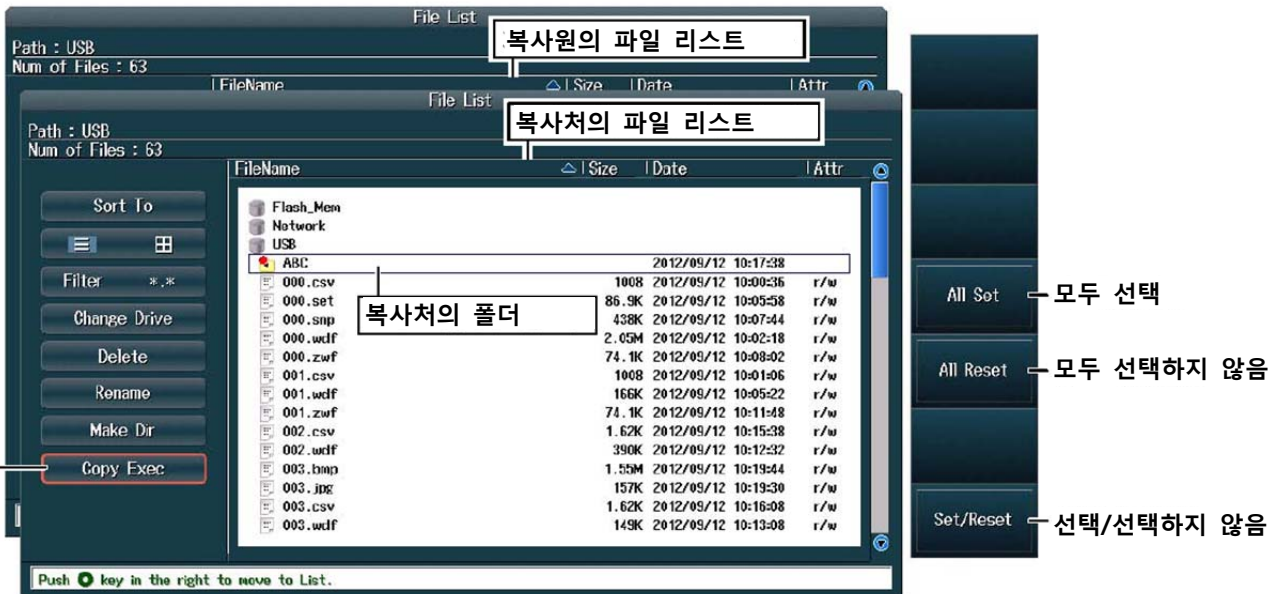 File List
복사원의 파일 리스트
Path : USB
Num of Files : 63
FileName Size Date Attr
File List
복사처의 파일 리스트
Path : USB
Num of Files : 63
FileName Size Date Attr
Sort To
Filter *.*
Change Drive
Delete
Rename
Make Dir
Copy Exec
Flash_Mem
Network
USB
ABC 2012/09/12 10:17:38
000.csv 1008 2012/09/12 10:00:36 r/w
000.set 86.9K 2012/09/12 10:05:58 r/w
000.snp 438K 2012/09/12 10:07:44 r/w
000.wdf 2.05M 2012/09/12 10:02:18 r/w
000.zwf 74.1K 2012/09/12 10:08:02 r/w
001.csv 1008 2012/09/12 10:01:06 r/w
001.wdf 166K 2012/09/12 10:05:22 r/w
001.zwf 74.1K 2012/09/12 10:11:48 r/w
002.csv 1.62K 2012/09/12 10:15:38 r/w
002.wdf 390K 2012/09/12 10:12:32 r/w
003.bmp 1.55M 2012/09/12 10:19:44 r/w
003.jpg 157K 2012/09/12 10:19:30 r/w
003.csv 1.62K 2012/09/12 10:16:08 r/w
003.wdf 149K 2012/09/12 10:13:08 r/w
복사처의 폴더
Push key in the right to move to List.
All Set
모두 선택
All Reset
모두 선택하지 않음
Set/Reset
선택/선택하지 않음